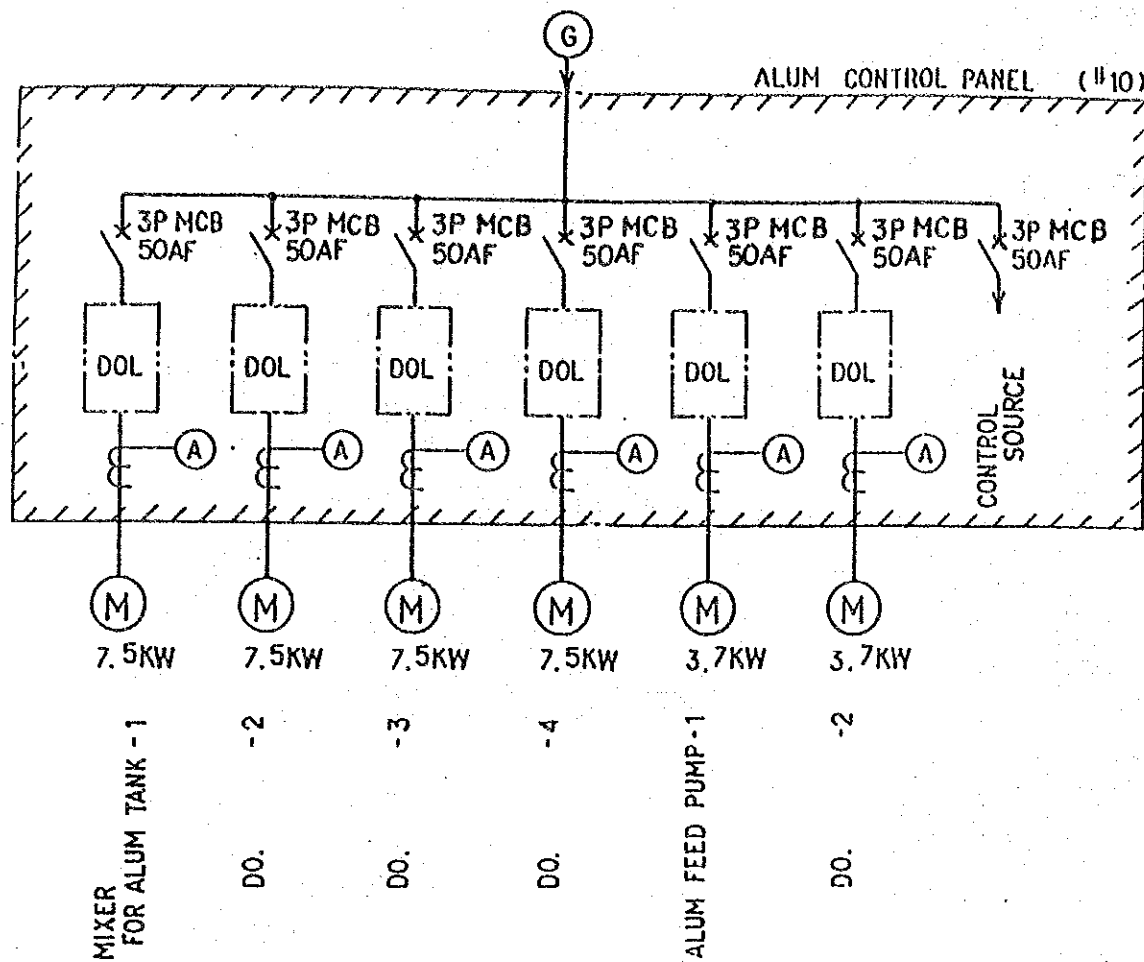 G
ALUM CONTROL PANEL (#10)
3P MCB
50AF
3P MCB
50AF
3P MCB
50AF
3P MCB
50AF
3P MCB
50AF
3P MCB
50AF
3P MCB
50AF
DOL
DOL
DOL
DOL
DOL
DOL
CONTROL
SOURCE
A
A
A
A
A
A
M
M
M
M
M
M
7.5KW
7.5KW
7.5KW
7.5KW
3.7KW
3.7KW
MIXER
FOR ALUM TANK - 1
DO. - 2
DO. - 3
DO. - 4
ALUM FEED PUMP - 1
DO. - 2